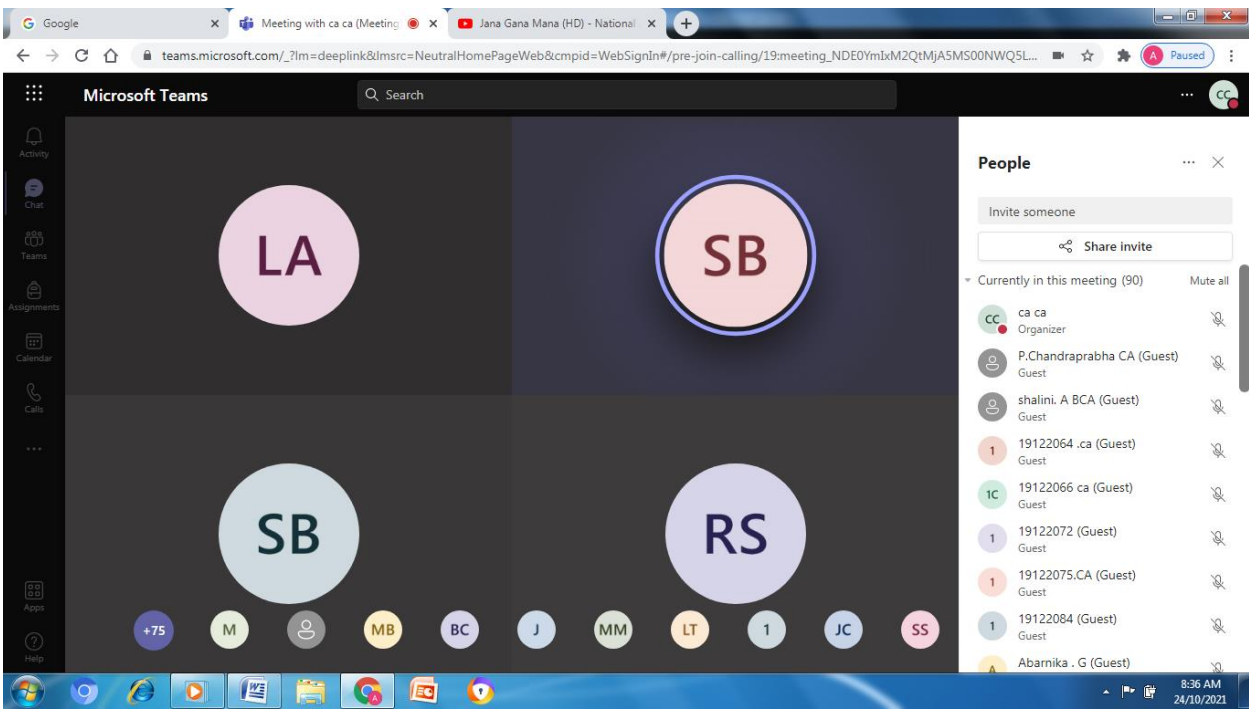 Google
Meeting with ca ca (Meeting
Jana Gana Mana (HD) - National
teams.microsoft.com/_?lm=deeplink&lmsrc=NeutralHomePageWeb&cmpid=WebSignIn#/pre-join-calling/19:meeting_NDE0YmIxM2QtMjA5MS00NWQ5L...
A Paused
Microsoft Teams
Search
CC
Activity
Chat
Teams
Assignments
Calendar
Calls
Apps
Help
LA
SB
SB
RS
+75 M MB BC J MM LT 1 JC SS
People
Invite someone
Share invite
Currently in this meeting (90) Mute all
CC ca ca
Organizer
P.Chandraprabha CA (Guest)
Guest
shalini. A BCA (Guest)
Guest
1 19122064 .ca (Guest)
Guest
1C 19122066 ca (Guest)
Guest
1 19122072 (Guest)
Guest
1 19122075.CA (Guest)
Guest
1 19122084 (Guest)
Guest
A Abarnika . G (Guest)
8:36 AM
24/10/2021